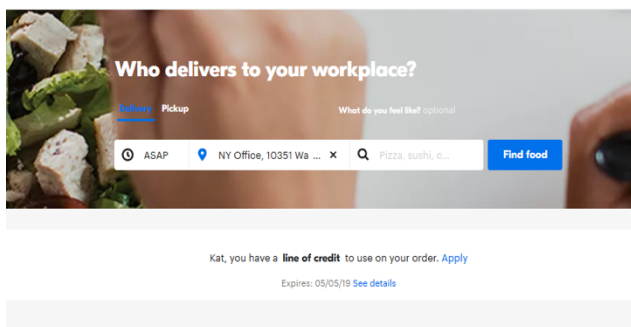 Who delivers to your workplace?
Delivery Pickup What do you feel like? optional
ASAP NY Office, 10351 Wa ... × Pizza, sushi, c... Find food
Kat, you have a line of credit to use on your order. Apply
Expires: 05/05/19 See details